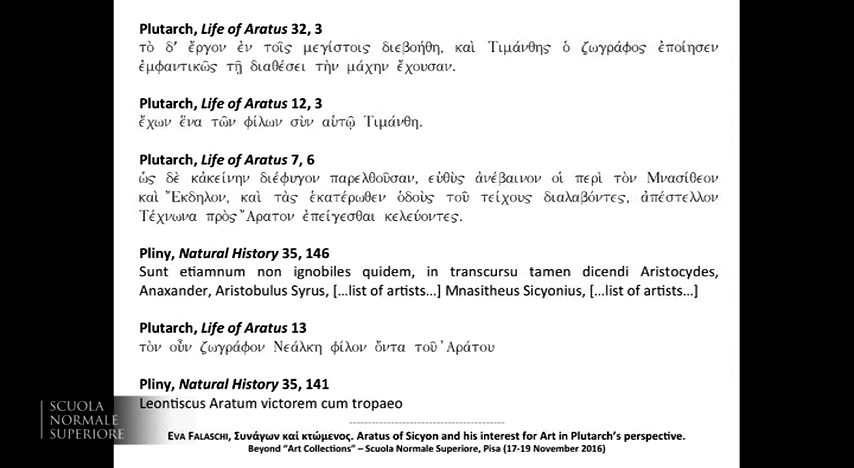 Plutarch, Life of Aratus 32, 3
τὸ δ’ ἔργον ἐν τοῖς μεγίστοις διεβοήθη, καὶ Τιμάνθης ὁ ζωγράφος ἐποίησεν
ἐμφαντικῶς τῇ διαθέσει τὴν μάχην ἔχουσαν.
Plutarch, Life of Aratus 12, 3
ἔχων ἕνα τῶν φίλων σὺν αὑτῷ Τιμάνθη.
Plutarch, Life of Aratus 7, 6
ὡς δὲ κἀκείνην διέφυγον παρελθοῦσαν, εὐθὺς ἀνέβαινον οἱ περὶ τὸν Μνασίθεον
καὶ Ἔκδηλον, καὶ τὰς ἑκατέρωθεν ὁδοὺς τοῦ τείχους διαλαβόντες, ἀπέστελλον
Τέχνωνα πρὸς Ἄρατον ἐπείγεσθαι κελεύοντες.
Pliny, Natural History 35, 146
Sunt etiamnum non ignobiles quidem, in transcursu tamen dicendi Aristocydes,
Anaxander, Aristobulus Syrus, [...list of artists...] Mnasitheus Sicyonius, [...list of artists...]
Plutarch, Life of Aratus 13
τὸν οὖν ζωγράφον Νεάλκη φίλον ὄντα τοῦ Ἀράτου
Pliny, Natural History 35, 141
Leontiscus Aratum victorem cum tropaeo
SCUOLA
NORMALE
SUPERIORE
EVA FALASCHI, Συνάγων καί κτώμενος. Aratus of Sicyon and his interest for Art in Plutarch’s perspective.
Beyond “Art Collections” – Scuola Normale Superiore, Pisa (17-19 November 2016)